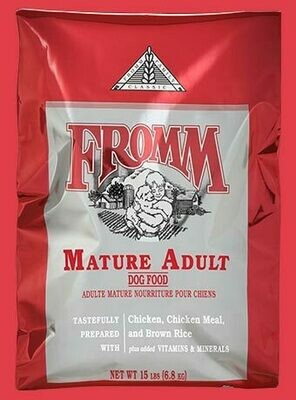 CLASSIC
FROMM
MATURE ADULT
DOG FOOD
ADULTE MATURE NOURRITURE POUR CHIENS
TASTEFULLY PREPARED WITH
Chicken, Chicken Meal,
and Brown Rice
plus added VITAMINS & MINERALS
NET WT 15 LBS (6.8 KG)